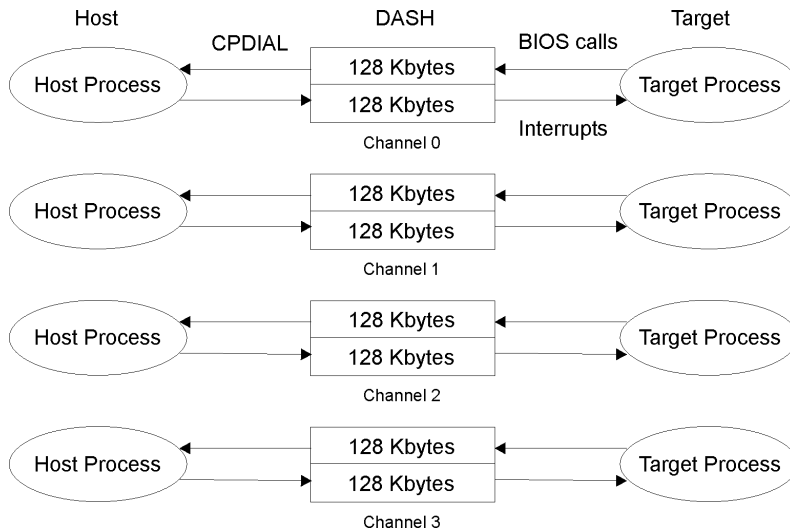 Host DASH Target
CPDIAL BIOS calls
Host Process 128 Kbytes Target Process
128 Kbytes
Channel 0 Interrupts
128 Kbytes
Host Process 128 Kbytes Target Process
Channel 1
128 Kbytes
Host Process 128 Kbytes Target Process
Channel 2
128 Kbytes
Host Process 128 Kbytes Target Process
Channel 3